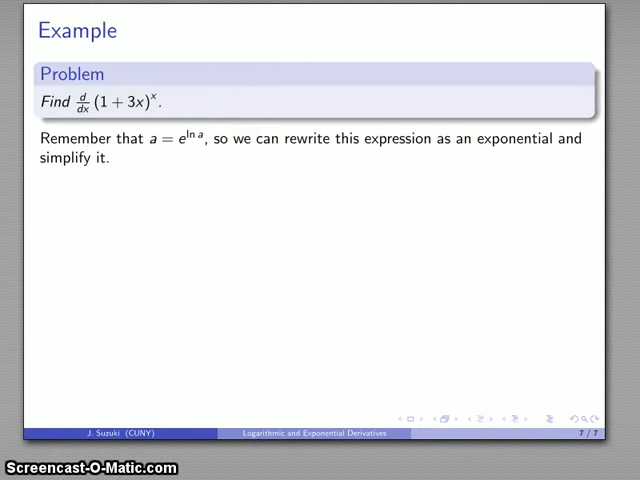 Example
Problem
Find d/dx (1 + 3x)^x.
Remember that a = e^{ln a}, so we can rewrite this expression as an exponential and
simplify it.
J. Suzuki (CUNY) Logarithmic and Exponential Derivatives 7 / 7
Screencast-O-Matic.com